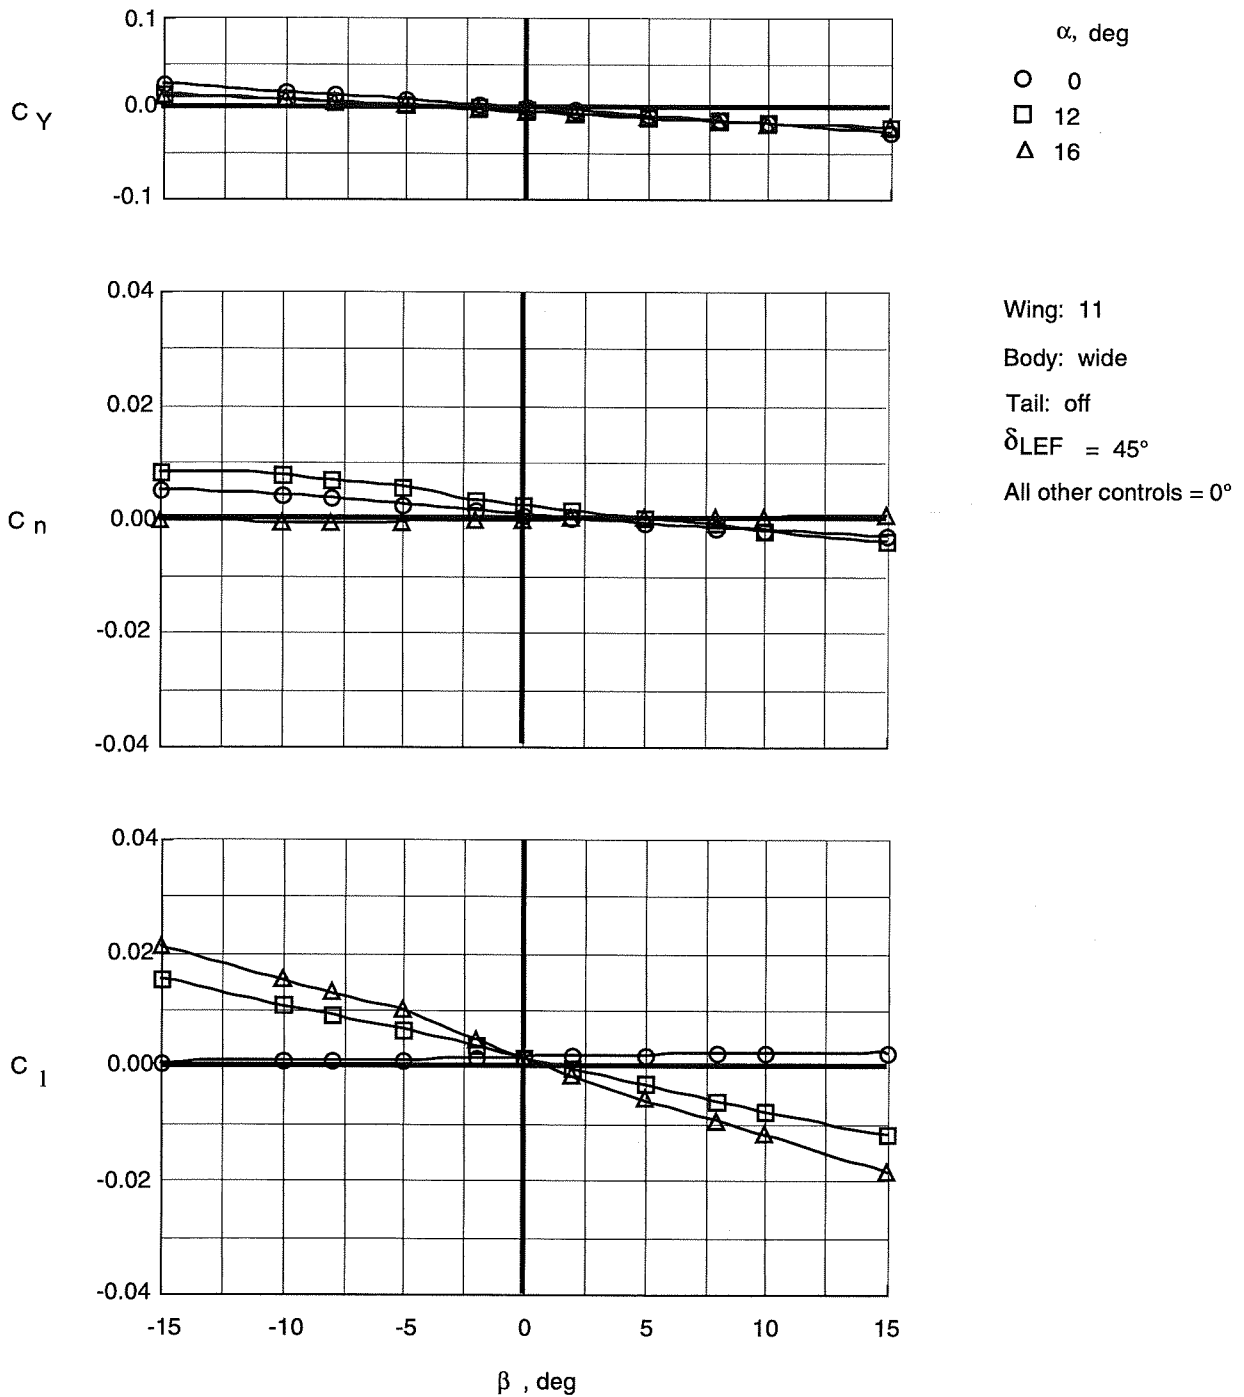 0.1
C Y
0.0
-0.1
α, deg
0
12
16
0.04
0.02
C n
0.00
-0.02
-0.04
Wing: 11
Body: wide
Tail: off
δLEF = 45°
All other controls = 0°
0.04
0.02
C l
0.00
-0.02
-0.04
-15 -10 -5 0 5 10 15
β , deg